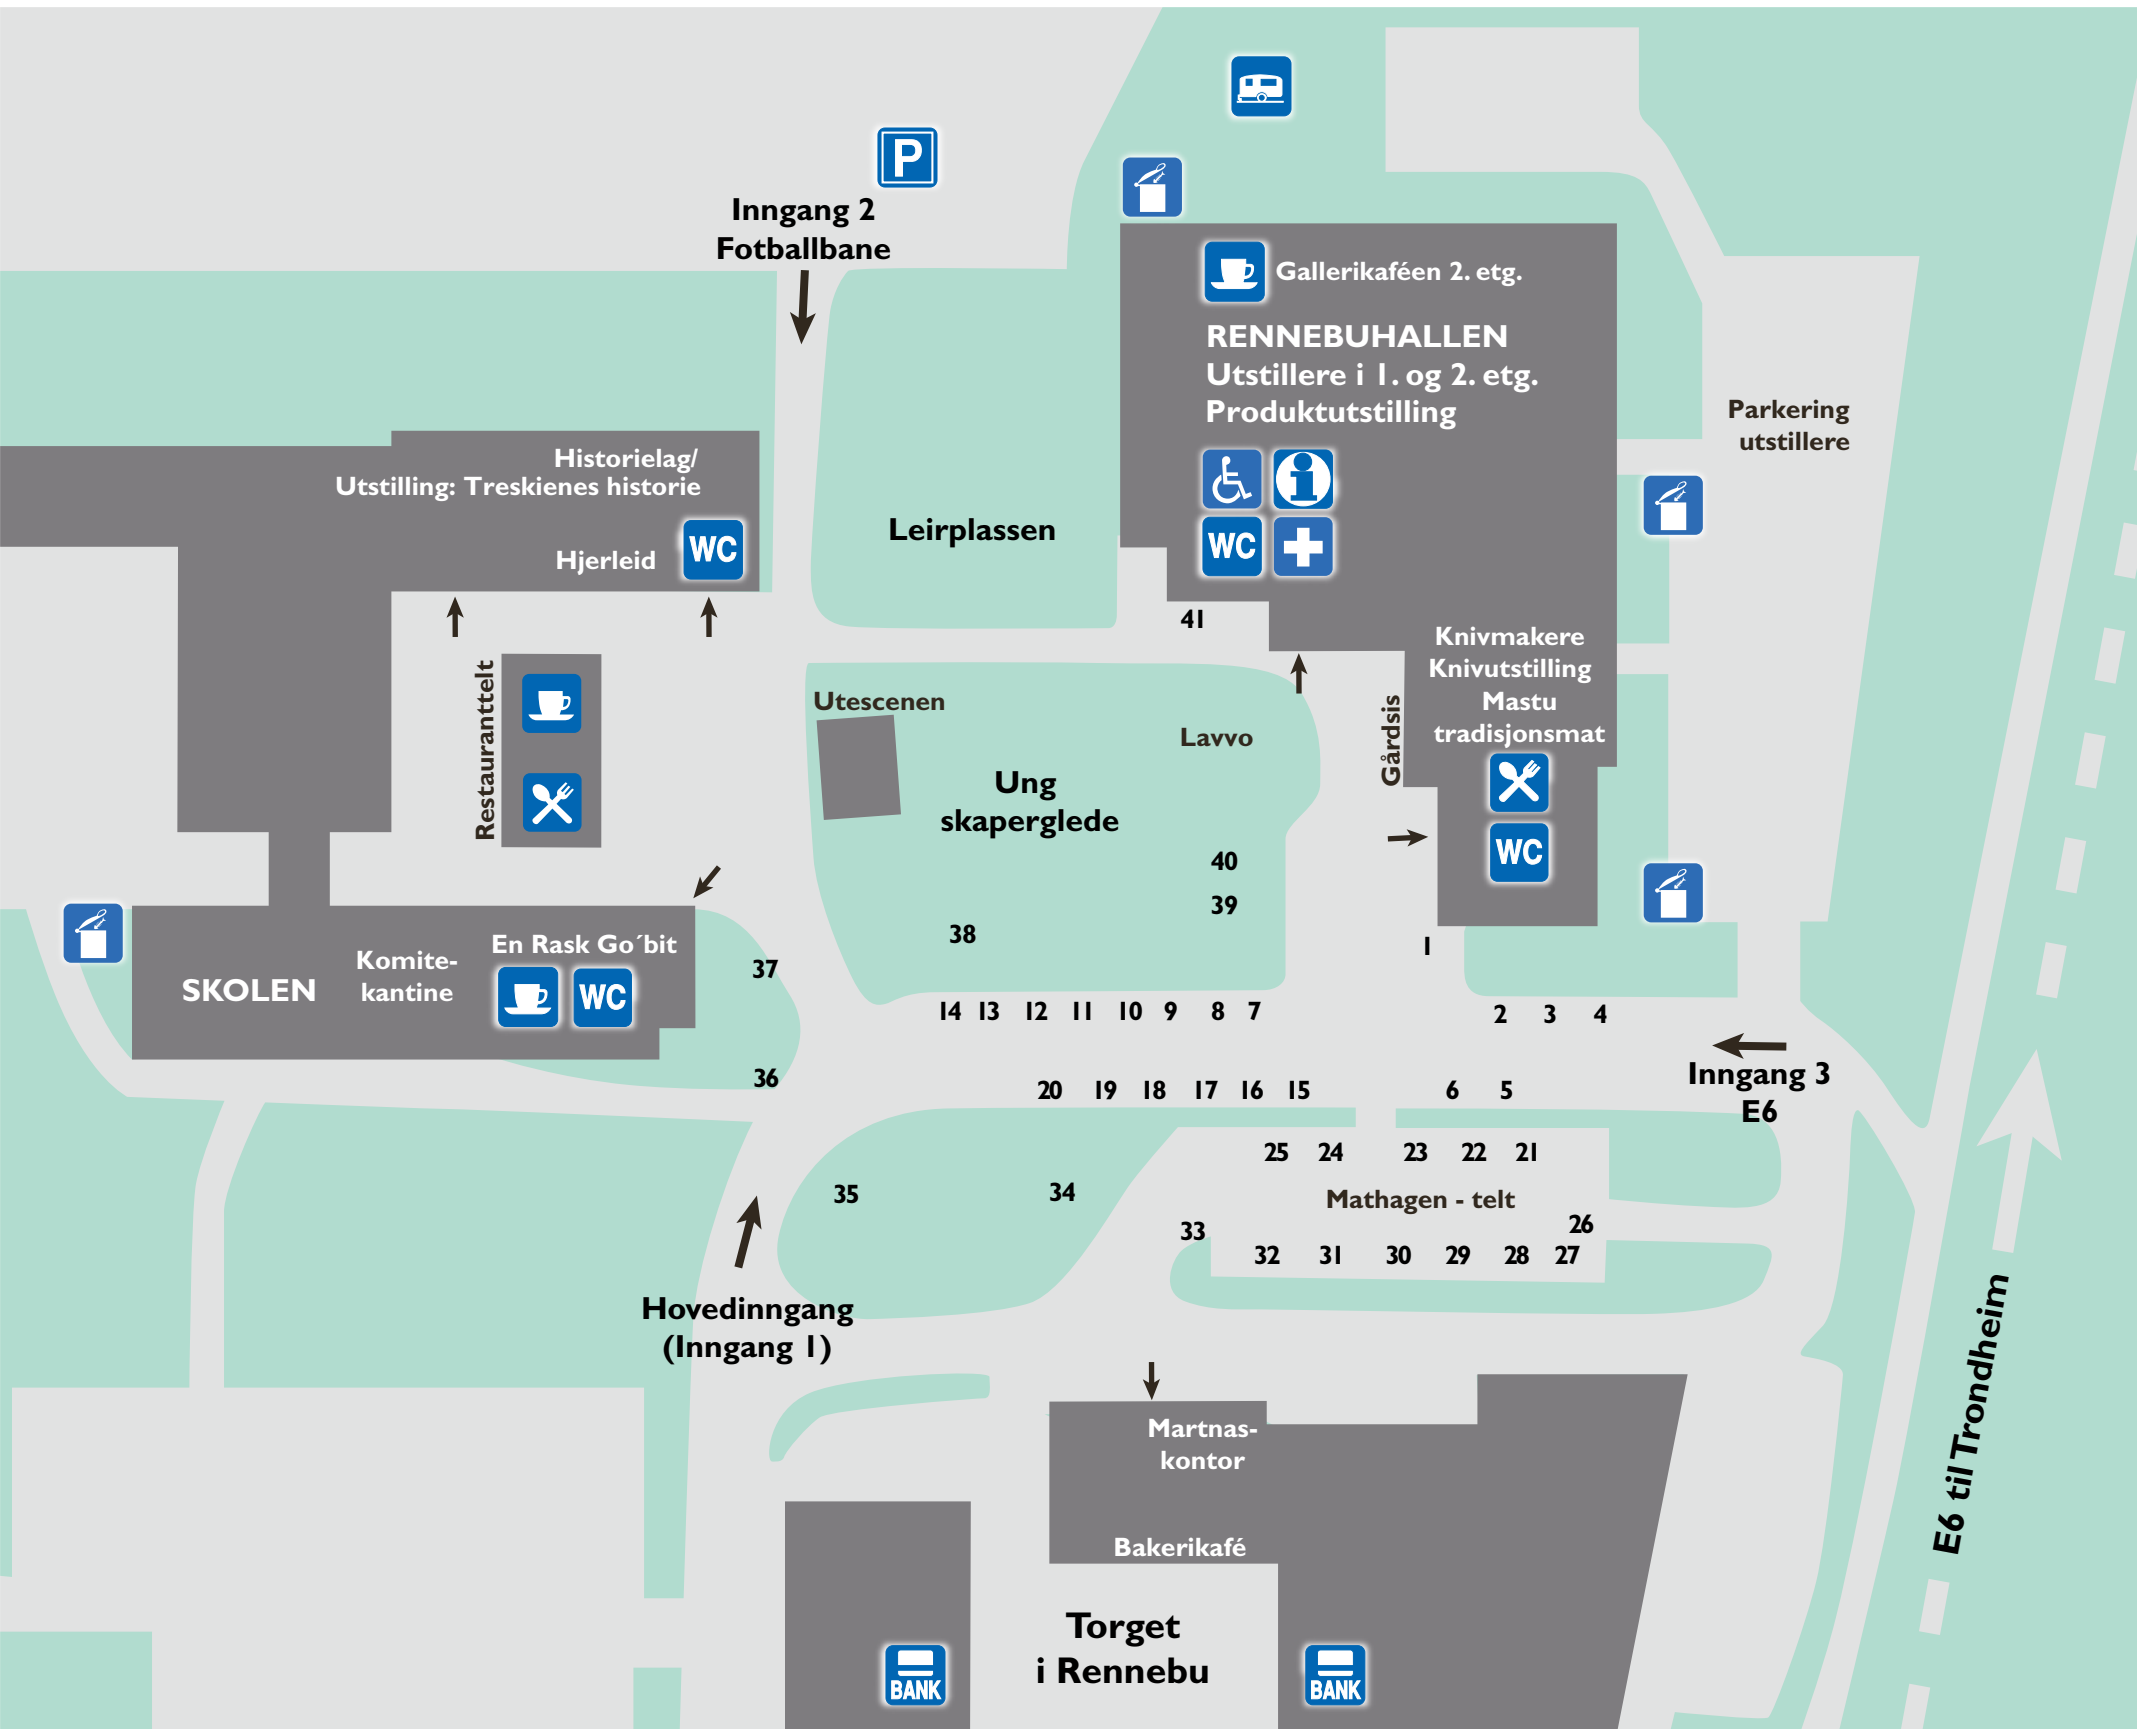 P
Inngang 2
Fotballbane
Gallerikaféen 2. etg.
RENNEBUHALLEN
Utstillere i 1. og 2. etg.
Produktutstilling
WC
Parkering
utstillere
Historielag/
Utstilling: Treskienes historie
Hjerleid
WC
Leirplassen
41
Knivmakere
Knivutstilling
Mastu
tradisjonsmat
WC
Gårdsis
Restauranttelt
Utescenen
Lavvo
Ung
skaperglede
40
39
38
1
En Rask Go´bit
Komite-
kantine
SKOLEN
WC
37
36
14 13 12 11 10 9 8 7
2 3 4
Inngang 3
E6
20 19 18 17 16 15 6 5
25 24 23 22 21
Mathagen - telt
35 34 33
26
32 31 30 29 28 27
Hovedinngang
(Inngang 1)
E6 til Trondheim
Martnas-
kontor
Bakerikafé
Torget
i Rennebu
BANK
BANK